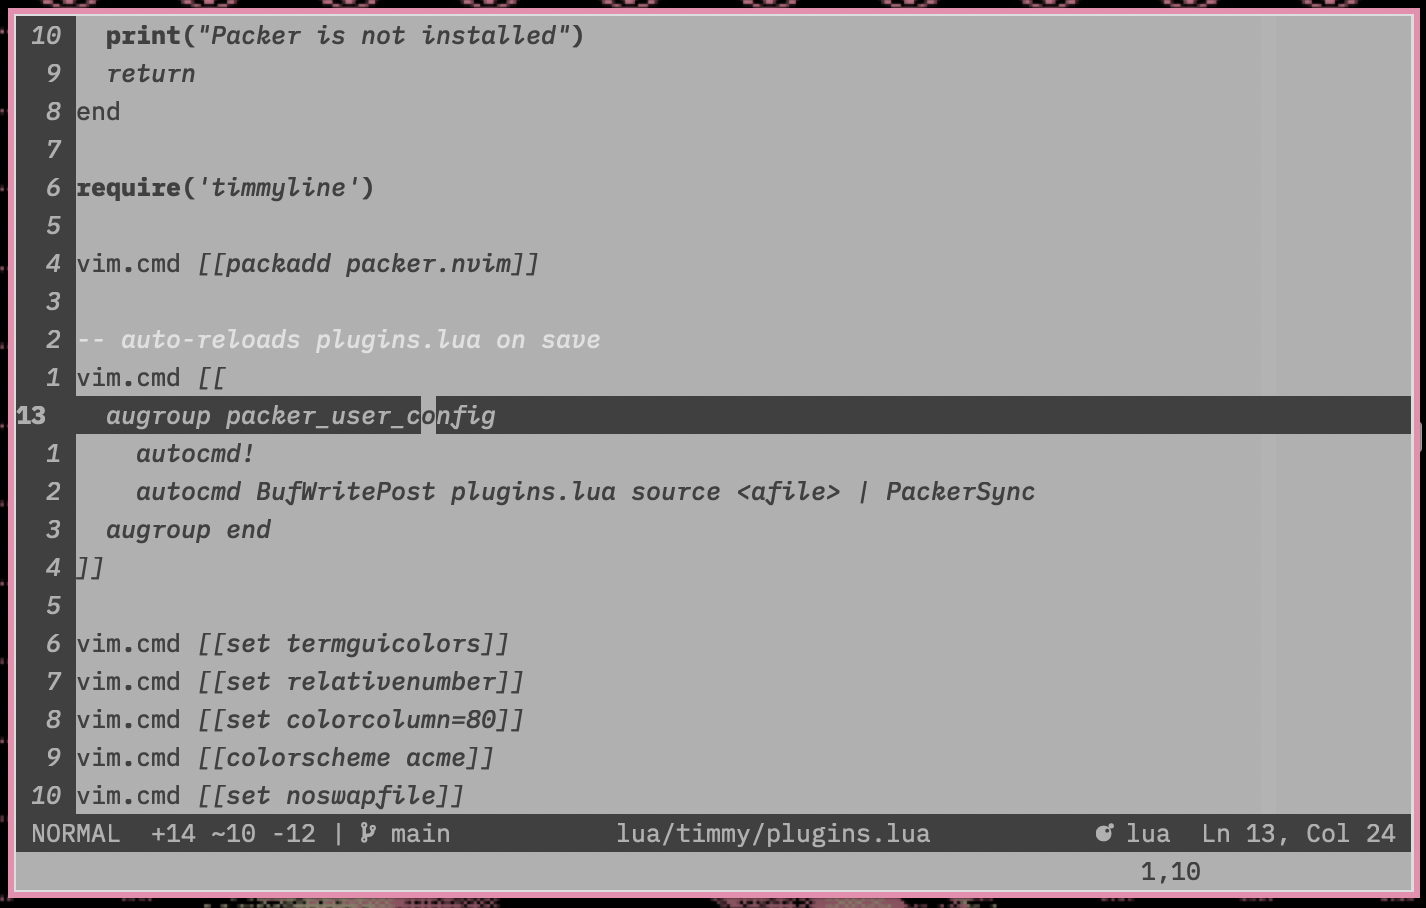 10   print("Packer is not installed")
9   return
8 end
7
6 require('timmyline')
5
4 vim.cmd [[packadd packer.nvim]]
3
2 -- auto-reloads plugins.lua on save
1 vim.cmd [[
13   augroup packer_user_config
1     autocmd!
2     autocmd BufWritePost plugins.lua source <afile> | PackerSync
3   augroup end
4 ]]
5
6 vim.cmd [[set termguicolors]]
7 vim.cmd [[set relativenumber]]
8 vim.cmd [[set colorcolumn=80]]
9 vim.cmd [[colorscheme acme]]
10 vim.cmd [[set noswapfile]]
NORMAL  +14 ~10 -12 | main lua/timmy/plugins.lua lua  Ln 13, Col 24
1,10